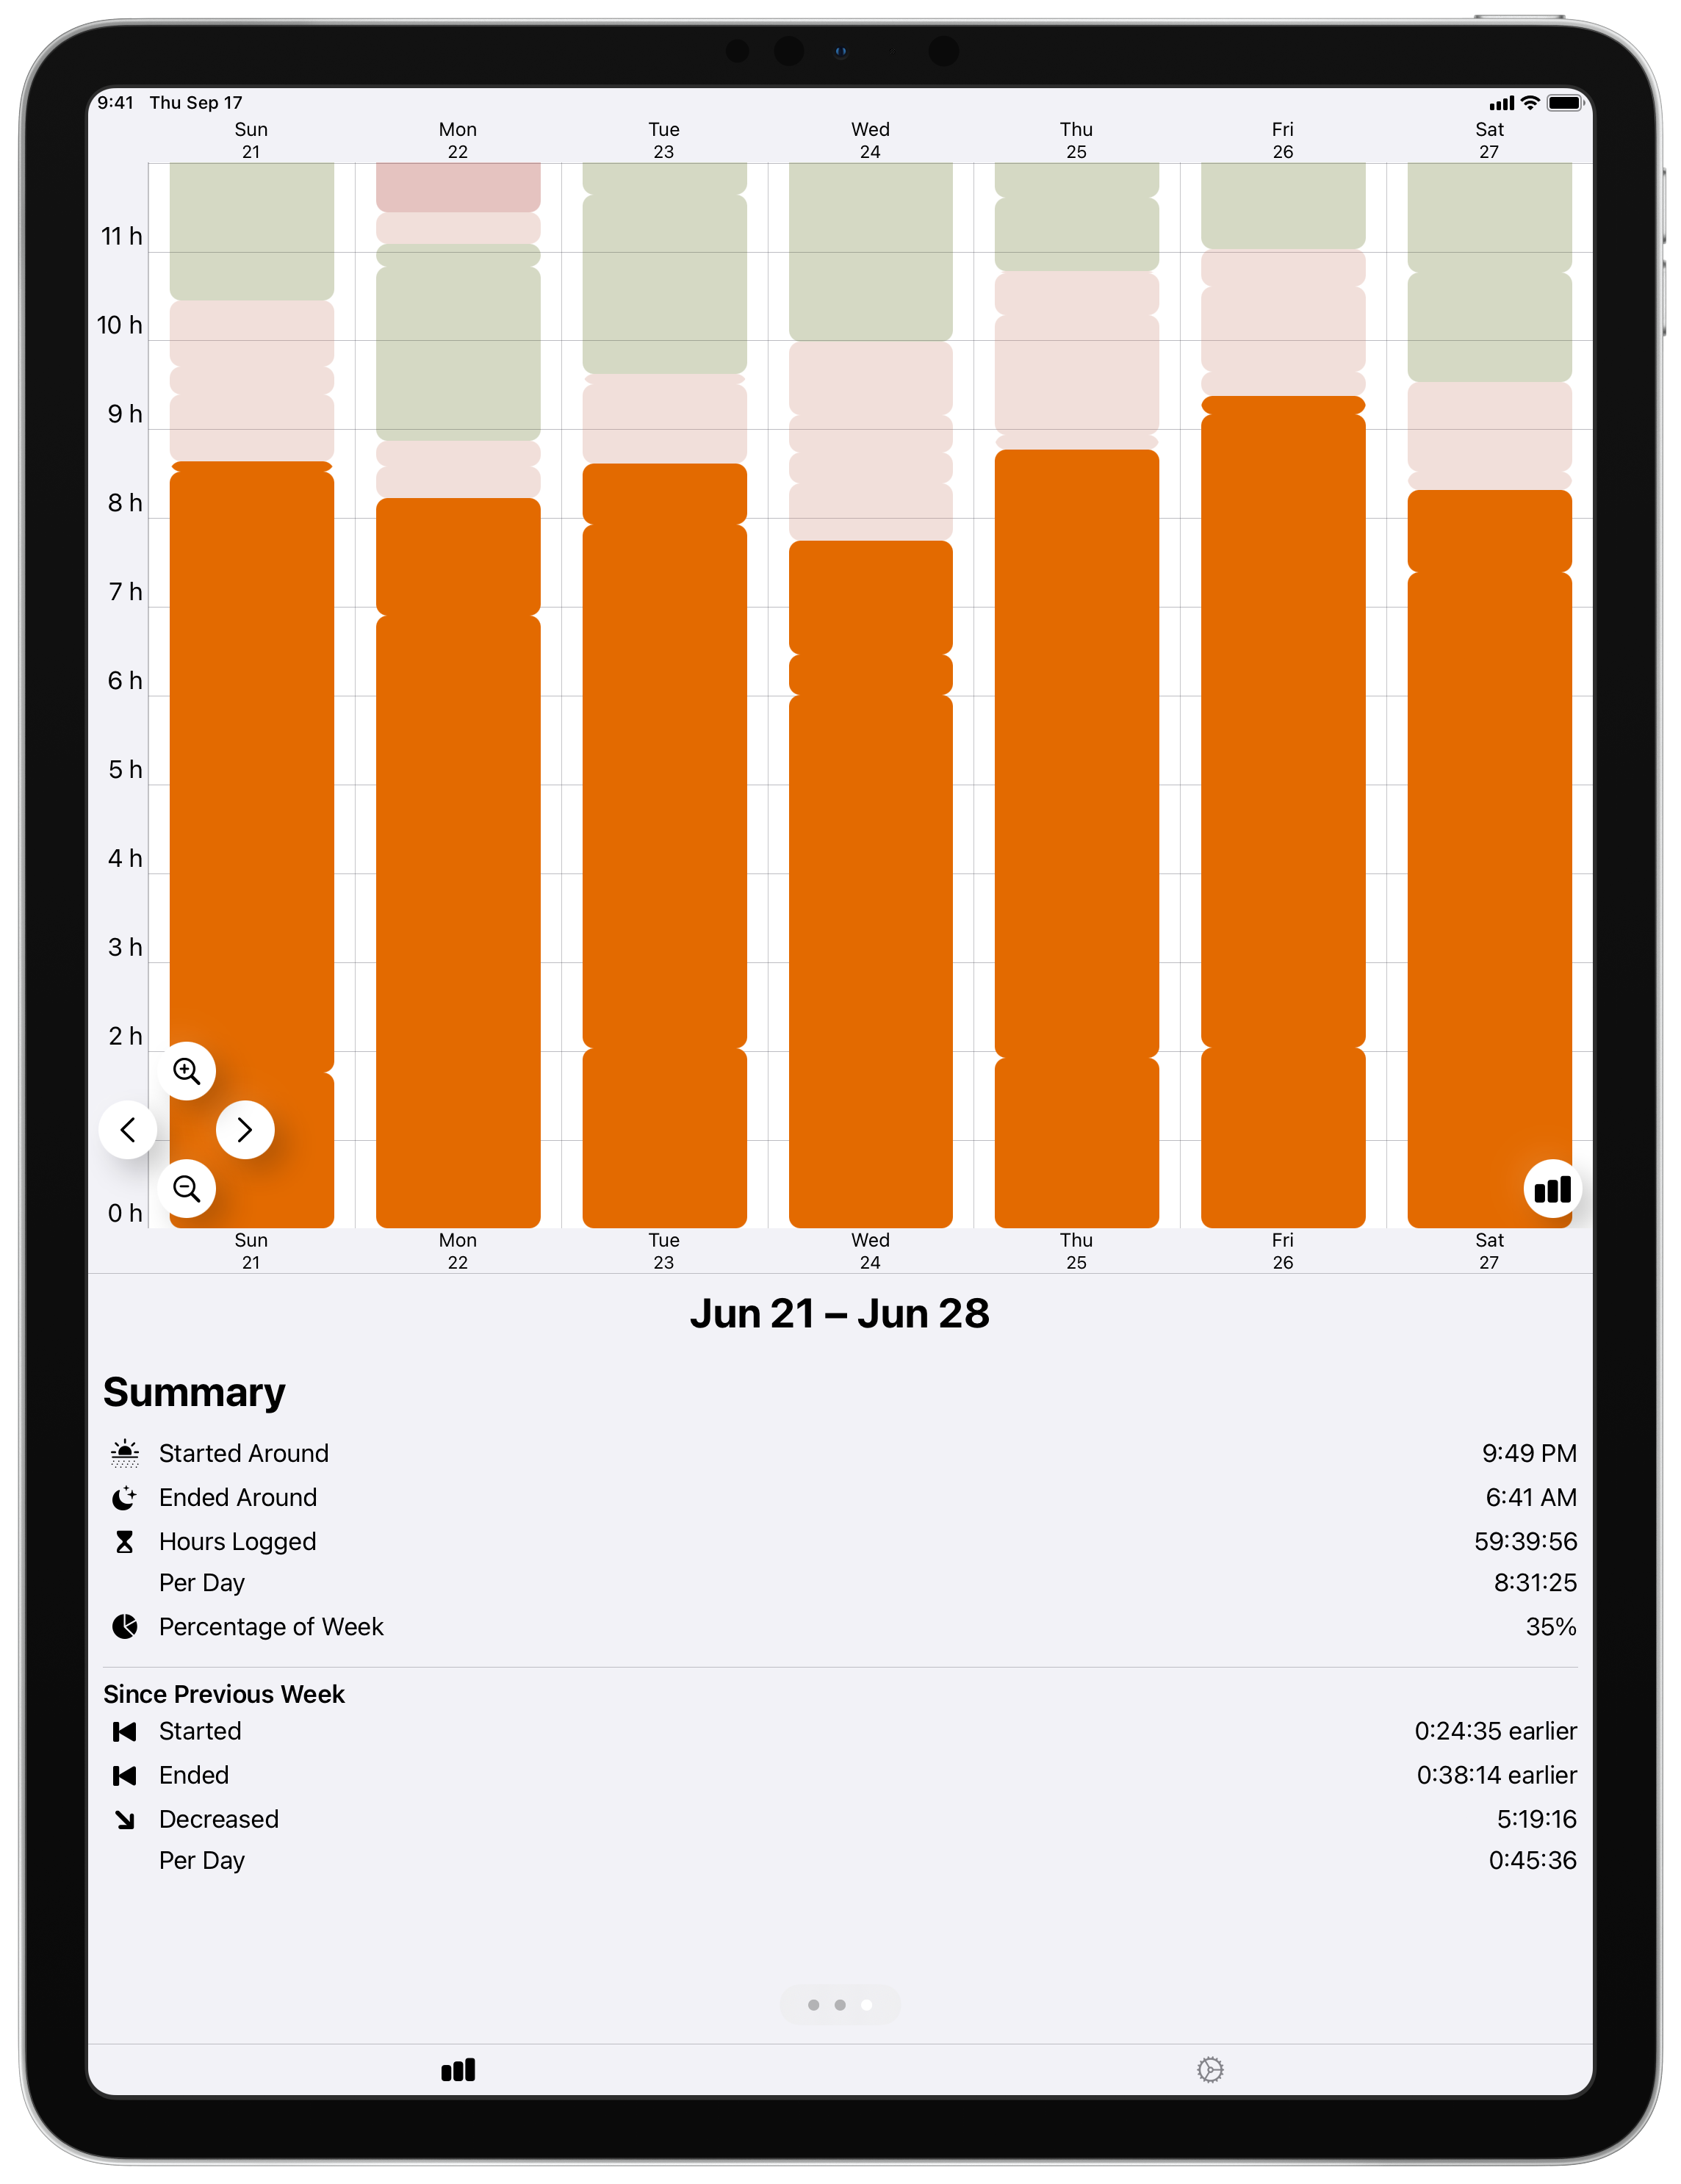 9:41 Thu Sep 17
Sun Mon Tue Wed Thu Fri Sat
21 22 23 24 25 26 27
11 h
10 h
9 h
8 h
7 h
6 h
5 h
4 h
3 h
2 h
0 h
Sun Mon Tue Wed Thu Fri Sat
21 22 23 24 25 26 27
Jun 21 – Jun 28
Summary
Started Around 9:49 PM
Ended Around 6:41 AM
Hours Logged 59:39:56
Per Day 8:31:25
Percentage of Week 35%
Since Previous Week
Started 0:24:35 earlier
Ended 0:38:14 earlier
Decreased 5:19:16
Per Day 0:45:36